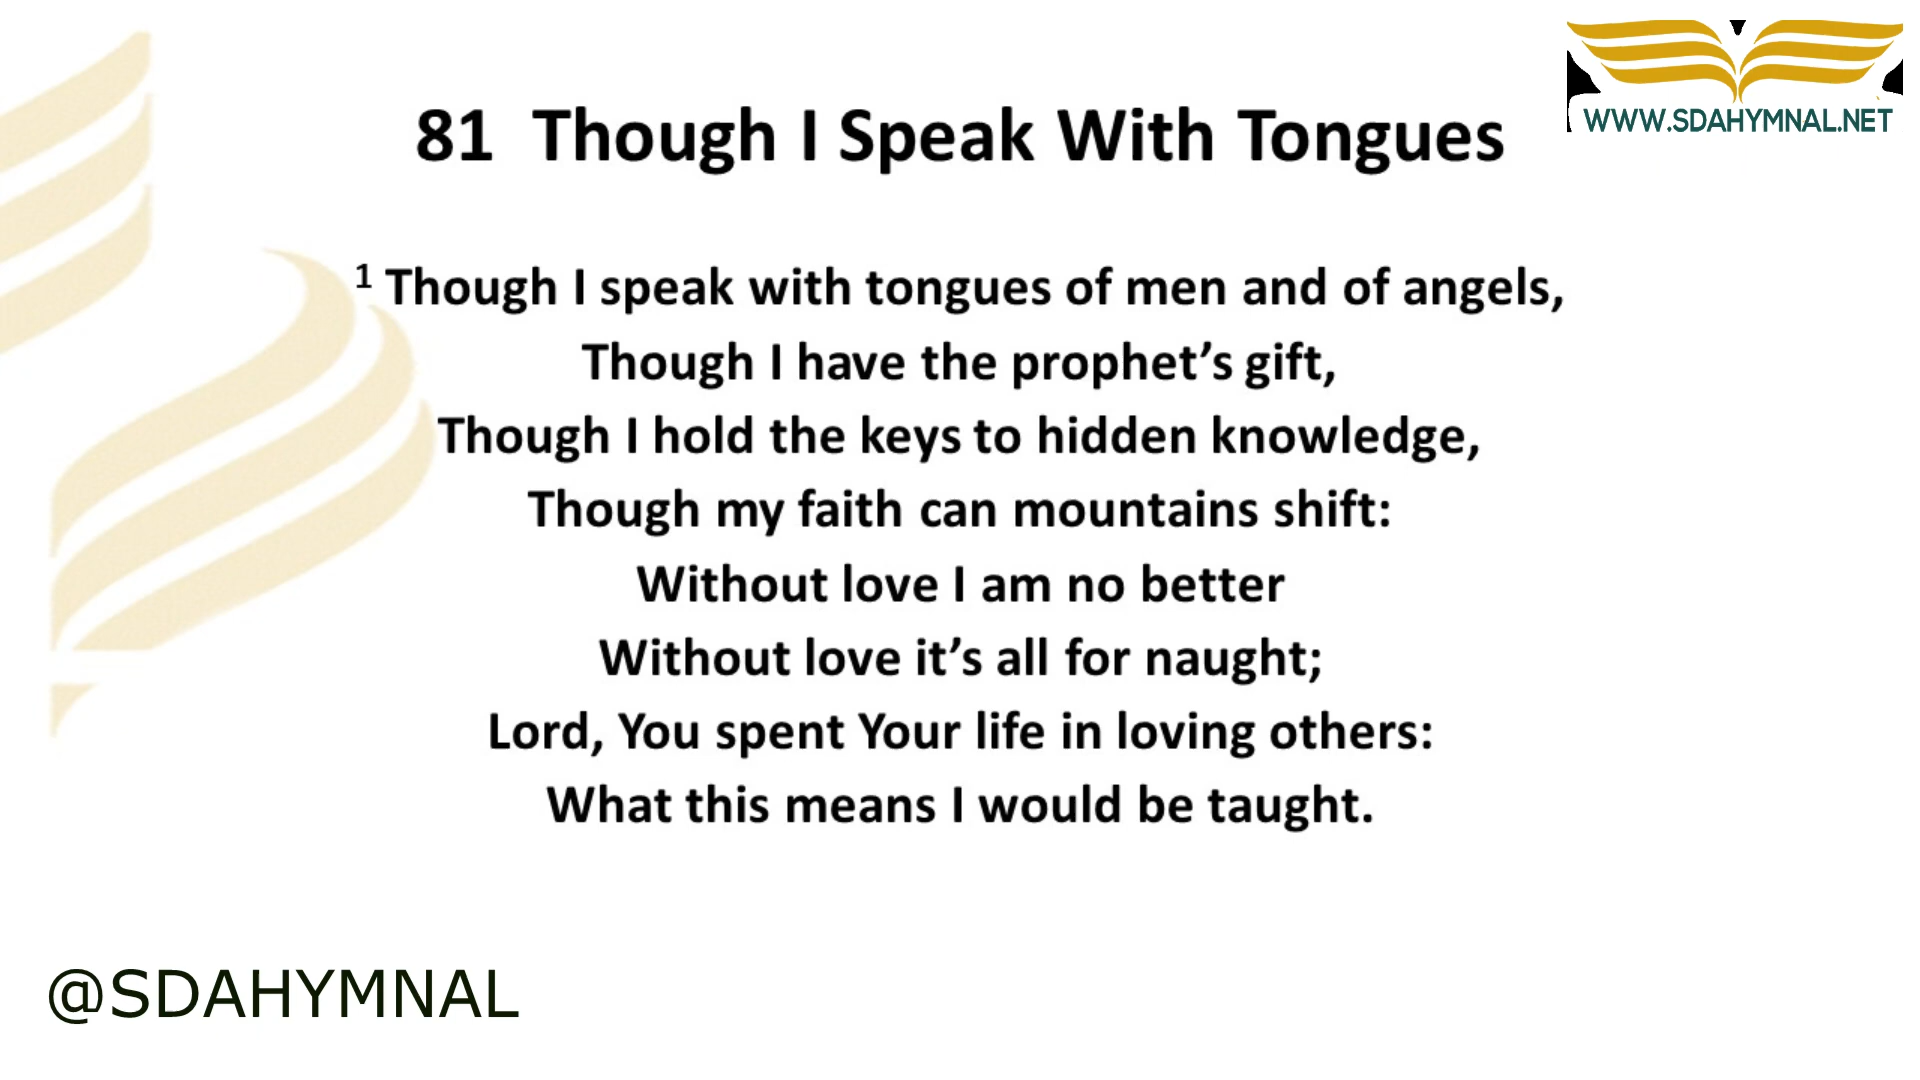 WWW.SDAHYMNAL.NET
81  Though I Speak With Tongues
1 Though I speak with tongues of men and of angels,
Though I have the prophet’s gift,
Though I hold the keys to hidden knowledge,
Though my faith can mountains shift:
Without love I am no better
Without love it’s all for naught;
Lord, You spent Your life in loving others:
What this means I would be taught.
@SDAHYMNAL